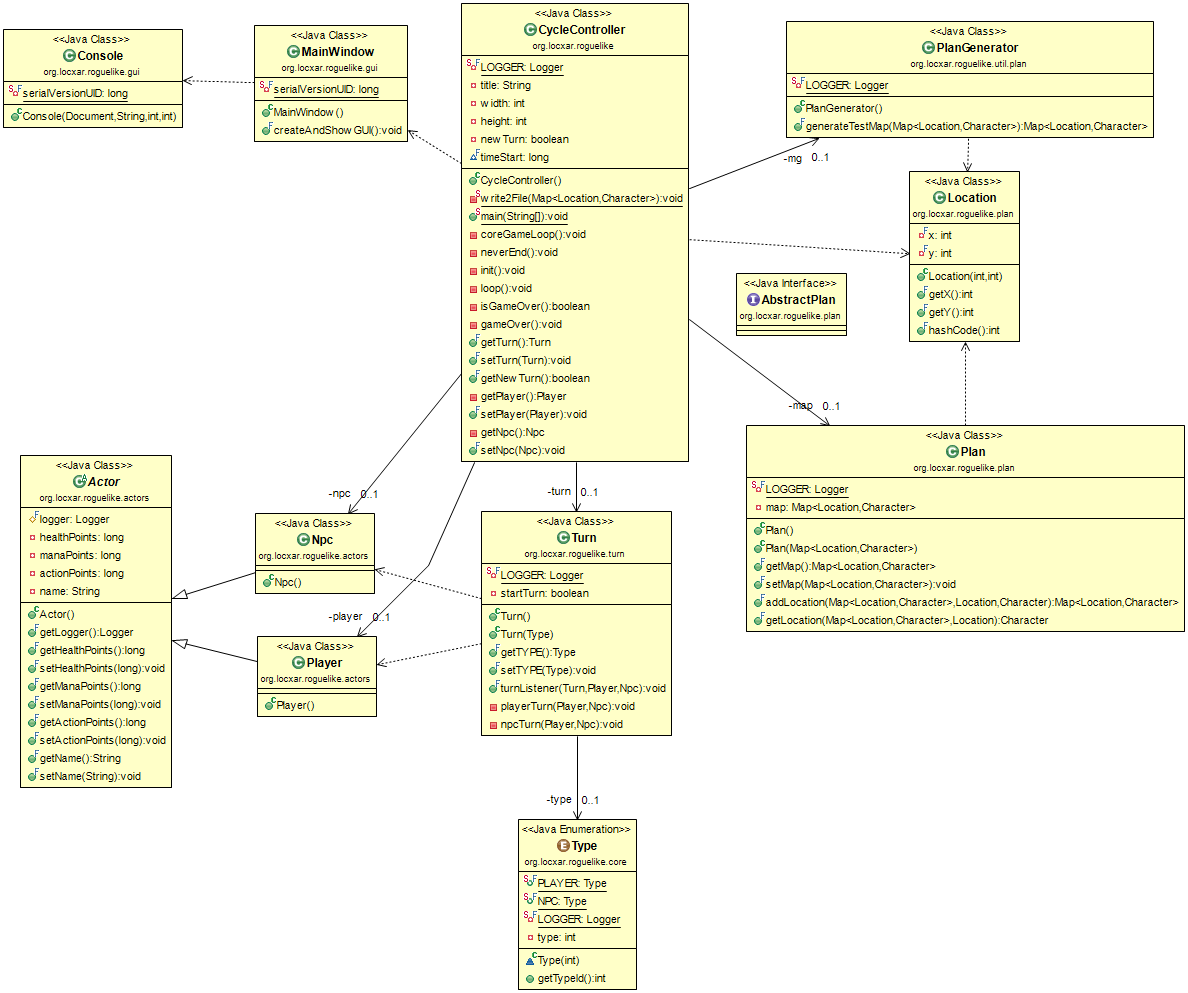 <<Java Class>>
Console
org.locxar.roguelike.gui
serialVersionUID: long
Console(Document,String,int,int)
<<Java Class>>
MainWindow
org.locxar.roguelike.gui
serialVersionUID: long
MainWindow()
createAndShowGUI():void
<<Java Class>>
CycleController
org.locxar.roguelike
LOGGER: Logger
title: String
width: int
height: int
newTurn: boolean
timeStart: long
CycleController()
write2File(Map<Location,Character>):void
main(String[]):void
coreGameLoop():void
neverEnd():void
init():void
loop():void
isGameOver():boolean
gameOver():void
getTurn():Turn
setTurn(Turn):void
getNewTurn():boolean
getPlayer():Player
setPlayer(Player):void
getNpc():Npc
setNpc(Npc):void
<<Java Class>>
PlanGenerator
org.locxar.roguelike.util.plan
LOGGER: Logger
PlanGenerator()
generateTestMap(Map<Location,Character>):Map<Location,Character>
-mg 0..1
<<Java Class>>
Location
org.locxar.roguelike.plan
x: int
y: int
Location(int,int)
getX():int
getY():int
hashCode():int
<<Java Interface>>
AbstractPlan
org.locxar.roguelike.plan
-map 0..1
<<Java Class>>
Plan
org.locxar.roguelike.plan
LOGGER: Logger
map: Map<Location,Character>
Plan()
Plan(Map<Location,Character>)
getMap():Map<Location,Character>
setMap(Map<Location,Character>):void
addLocation(Map<Location,Character>,Location,Character):Map<Location,Character>
getLocation(Map<Location,Character>,Location):Character
<<Java Class>>
Actor
org.locxar.roguelike.actors
logger: Logger
healthPoints: long
manaPoints: long
actionPoints: long
name: String
Actor()
getLogger():Logger
getHealthPoints():long
setHealthPoints(long):void
getManaPoints():long
setManaPoints(long):void
getActionPoints():long
setActionPoints(long):void
getName():String
setName(String):void
-npc 0..1
<<Java Class>>
Npc
org.locxar.roguelike.actors
Npc()
-player 0..1
<<Java Class>>
Player
org.locxar.roguelike.actors
Player()
-turn 0..1
<<Java Class>>
Turn
org.locxar.roguelike.turn
LOGGER: Logger
startTurn: boolean
Turn()
Turn(Type)
getTYPE():Type
setTYPE(Type):void
turnListener(Turn,Player,Npc):void
playerTurn(Player,Npc):void
npcTurn(Player,Npc):void
-type 0..1
<<Java Enumeration>>
Type
org.locxar.roguelike.core
PLAYER: Type
NPC: Type
LOGGER: Logger
type: int
Type(int)
getTypeId():int